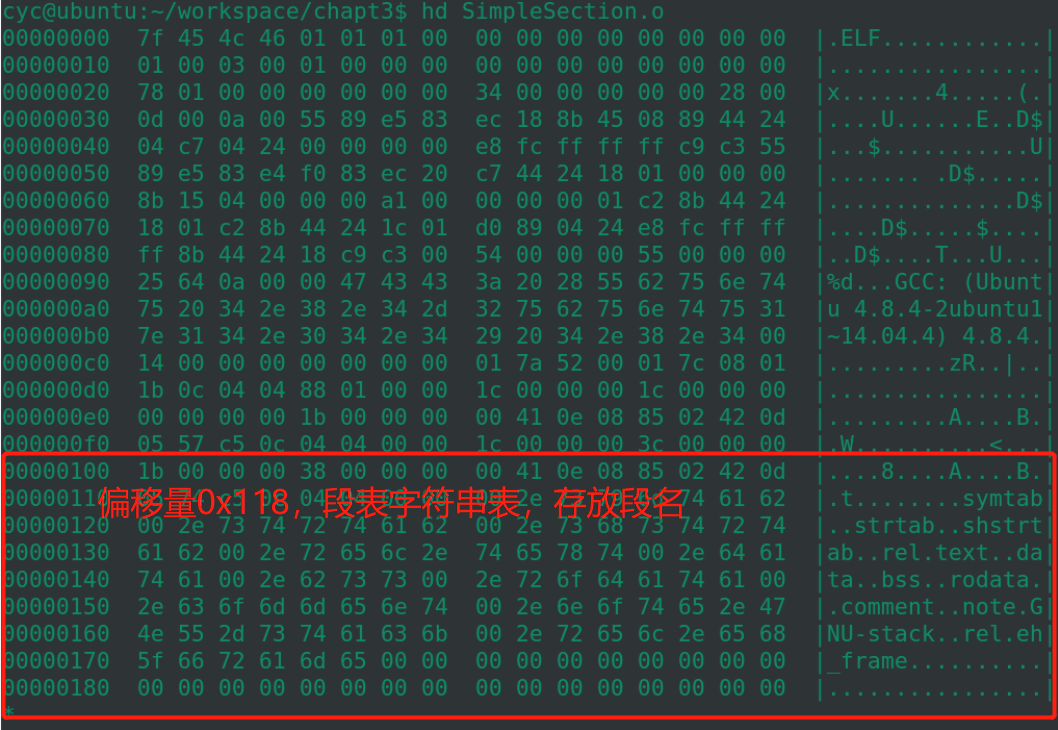 cyc@ubuntu:~/workspace/chapt3$ hd SimpleSection.o
00000000 7f 45 4c 46 01 01 01 00 00 00 00 00 00 00 00 00 |.ELF............|
00000010 01 00 03 00 01 00 00 00 00 00 00 00 00 00 00 00 |................|
00000020 78 01 00 00 00 00 00 00 34 00 00 00 00 00 28 00 |x.......4.....(.|
00000030 0d 00 0a 00 55 89 e5 83 ec 18 8b 45 08 89 44 24 |....U......E..D$|
00000040 04 c7 04 24 00 00 00 00 e8 fc ff ff ff c9 c3 55 |...$...........U|
00000050 89 e5 83 e4 f0 83 ec 20 c7 44 24 18 01 00 00 00 |....... .D$.....|
00000060 8b 15 04 00 00 00 a1 00 00 00 00 01 c2 8b 44 24 |..............D$|
00000070 18 01 c2 8b 44 24 1c 01 d0 89 04 24 e8 fc ff ff |....D$.....$....|
00000080 ff 8b 44 24 18 c9 c3 00 54 00 00 00 55 00 00 00 |..D$....T...U...|
00000090 25 64 0a 00 00 47 43 43 3a 20 28 55 62 75 6e 74 |%d...GCC: (Ubunt|
000000a0 75 20 34 2e 38 2e 34 2d 32 75 62 75 6e 74 75 31 |u 4.8.4-2ubuntu1|
000000b0 7e 31 34 2e 30 34 2e 34 29 20 34 2e 38 2e 34 00 |~14.04.4) 4.8.4.|
000000c0 14 00 00 00 00 00 00 00 01 7a 52 00 01 7c 08 01 |.........zR..|..|
000000d0 1b 0c 04 04 88 01 00 00 1c 00 00 00 1c 00 00 00 |................|
000000e0 00 00 00 00 1b 00 00 00 00 41 0e 08 85 02 42 0d |.........A....B.|
000000f0 05 57 c5 0c 04 04 00 00 1c 00 00 00 3c 00 00 00 |.W..........<...|
00000100 1b 00 00 00 38 00 00 00 00 41 0e 08 85 02 42 0d |....8....A....B.|
偏移量0x118，段表字符串表，存放段名
74 61 62 |.t.......symtab|
00000120 00 2e 73 74 72 74 61 62 00 2e 73 68 73 74 72 74 |..strtab..shstrt|
00000130 61 62 00 2e 72 65 6c 2e 74 65 78 74 00 2e 64 61 |ab..rel.text..da|
00000140 74 61 00 2e 62 73 73 00 2e 72 6f 64 61 74 61 00 |ta..bss..rodata.|
00000150 2e 63 6f 6d 6d 65 6e 74 00 2e 6e 6f 74 65 2e 47 |.comment..note.G|
00000160 4e 55 2d 73 74 61 63 6b 00 2e 72 65 6c 2e 65 68 |NU-stack..rel.eh|
00000170 5f 66 72 61 6d 65 00 00 00 00 00 00 00 00 00 00 |_frame..........|
00000180 00 00 00 00 00 00 00 00 00 00 00 00 00 00 00 00 |................|
*